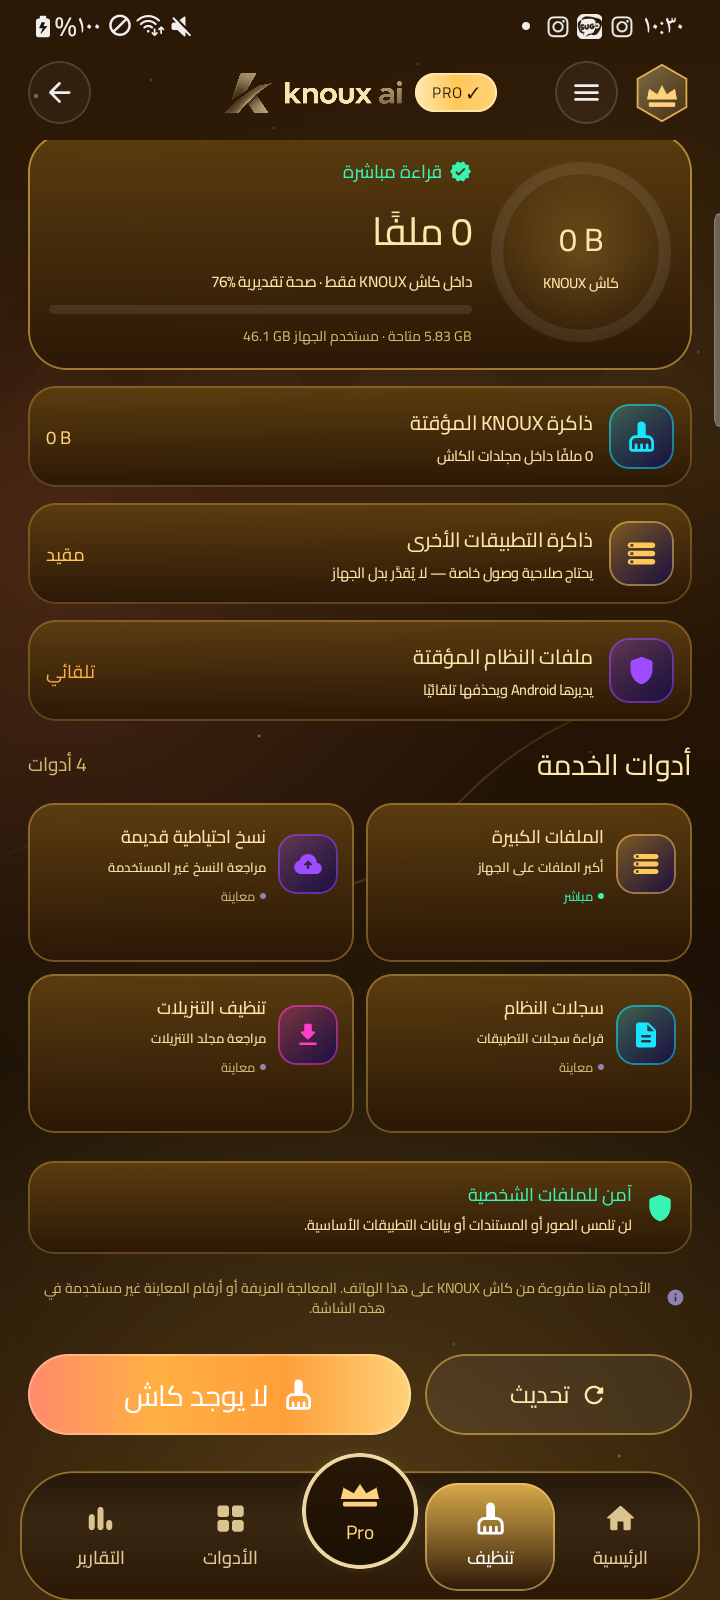 ١٠:٣٠
%١٠٠
knoux ai
PRO ✓
قراءة مباشرة
0 ملفًا
داخل كاش KNOUX فقط · صحة تقديرية 76%
5.83 GB متاحة · مستخدم الجهاز 46.1 GB
0 B
كاش KNOUX
ذاكرة KNOUX المؤقتة
0 ملفًا داخل مجلدات الكاش
0 B
ذاكرة التطبيقات الأخرى
يحتاج صلاحية وصول خاصة — لا يُقدَّر بدل الجهاز
مقيد
ملفات النظام المؤقتة
يديرها Android ويحذفها تلقائيًا
تلقائي
أدوات الخدمة
4 أدوات
الملفات الكبيرة
أكبر الملفات على الجهاز
مباشر
نسخ احتياطية قديمة
مراجعة النسخ غير المستخدمة
معاينة
سجلات النظام
قراءة سجلات التطبيقات
معاينة
تنظيف التنزيلات
مراجعة مجلد التنزيلات
معاينة
آمن للملفات الشخصية
لن تلمس الصور أو المستندات أو بيانات التطبيقات الأساسية.
الأحجام هنا مقروءة من كاش KNOUX على هذا الهاتف. المعالجة المزيفة أو أرقام المعاينة غير مستخدمة في
هذه الشاشة.
تحديث
لا يوجد كاش
الرئيسية
تنظيف
Pro
الأدوات
التقارير